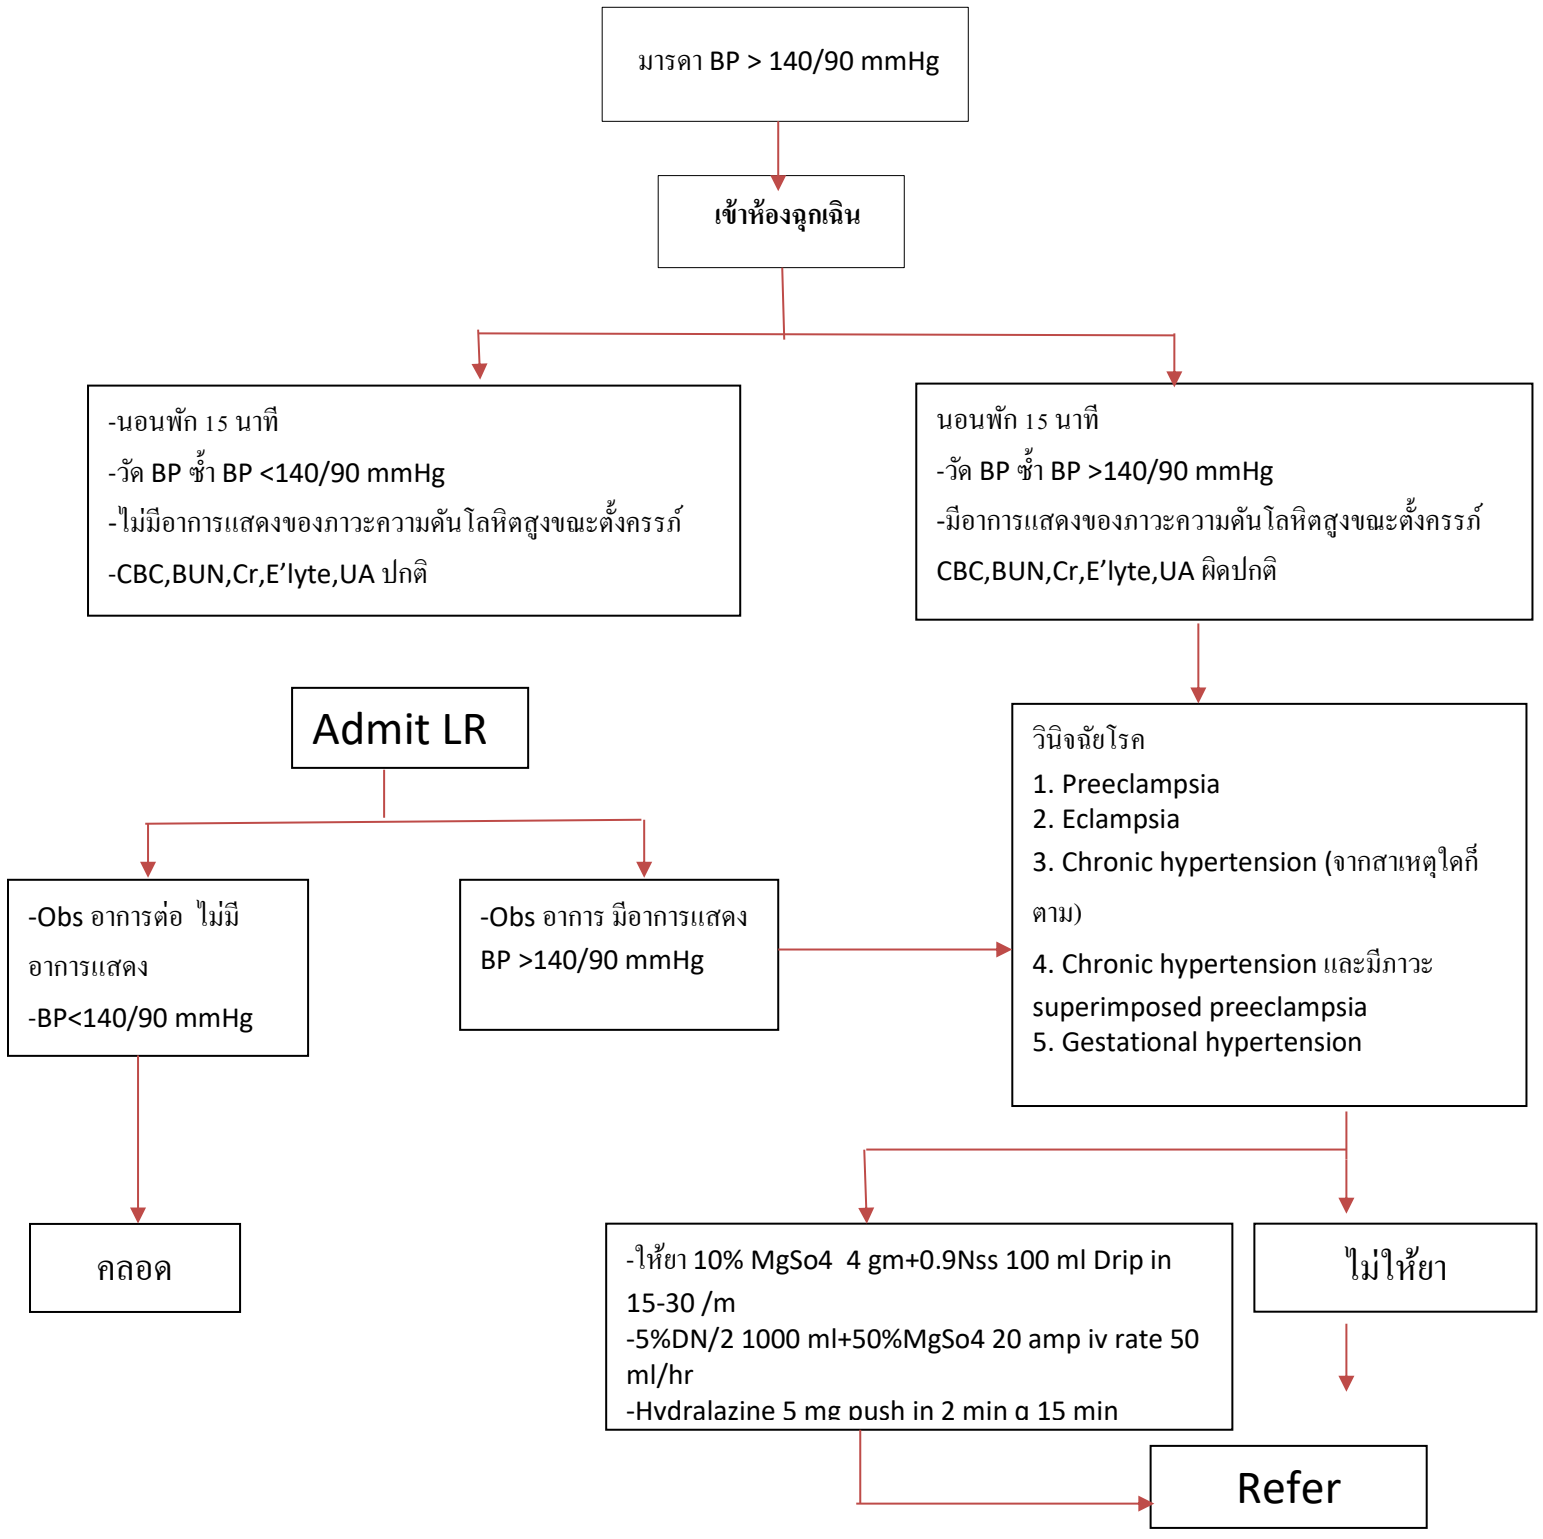 มารดา BP > 140/90 mmHg
เข้าห้องฉุกเฉิน
-นอนพัก 15 นาที
-วัด BP ซ้ำ BP <140/90 mmHg
-ไม่มีอาการแสดงของภาวะความดันโลหิตสูงขณะตั้งครรภ์
-CBC,BUN,Cr,E’lyte,UA ปกติ
นอนพัก 15 นาที
-วัด BP ซ้ำ BP >140/90 mmHg
-มีอาการแสดงของภาวะความดันโลหิตสูงขณะตั้งครรภ์
CBC,BUN,Cr,E’lyte,UA ผิดปกติ
Admit LR
วินิจฉัยโรค
1. Preeclampsia
2. Eclampsia
3. Chronic hypertension (จากสาเหตุใดก็
ตาม)
4. Chronic hypertension และมีภาวะ
superimposed preeclampsia
5. Gestational hypertension
-Obs อาการต่อ ไม่มี
อาการแสดง
-BP<140/90 mmHg
-Obs อาการ มีอาการแสดง
BP >140/90 mmHg
คลอด
-ให้ยา 10% MgSo4 4 gm+0.9Nss 100 ml Drip in
15-30 /m
-5%DN/2 1000 ml+50%MgSo4 20 amp iv rate 50
ml/hr
-Hydralazine 5 mg push in 2 min q 15 min
ไม่ให้ยา
Refer